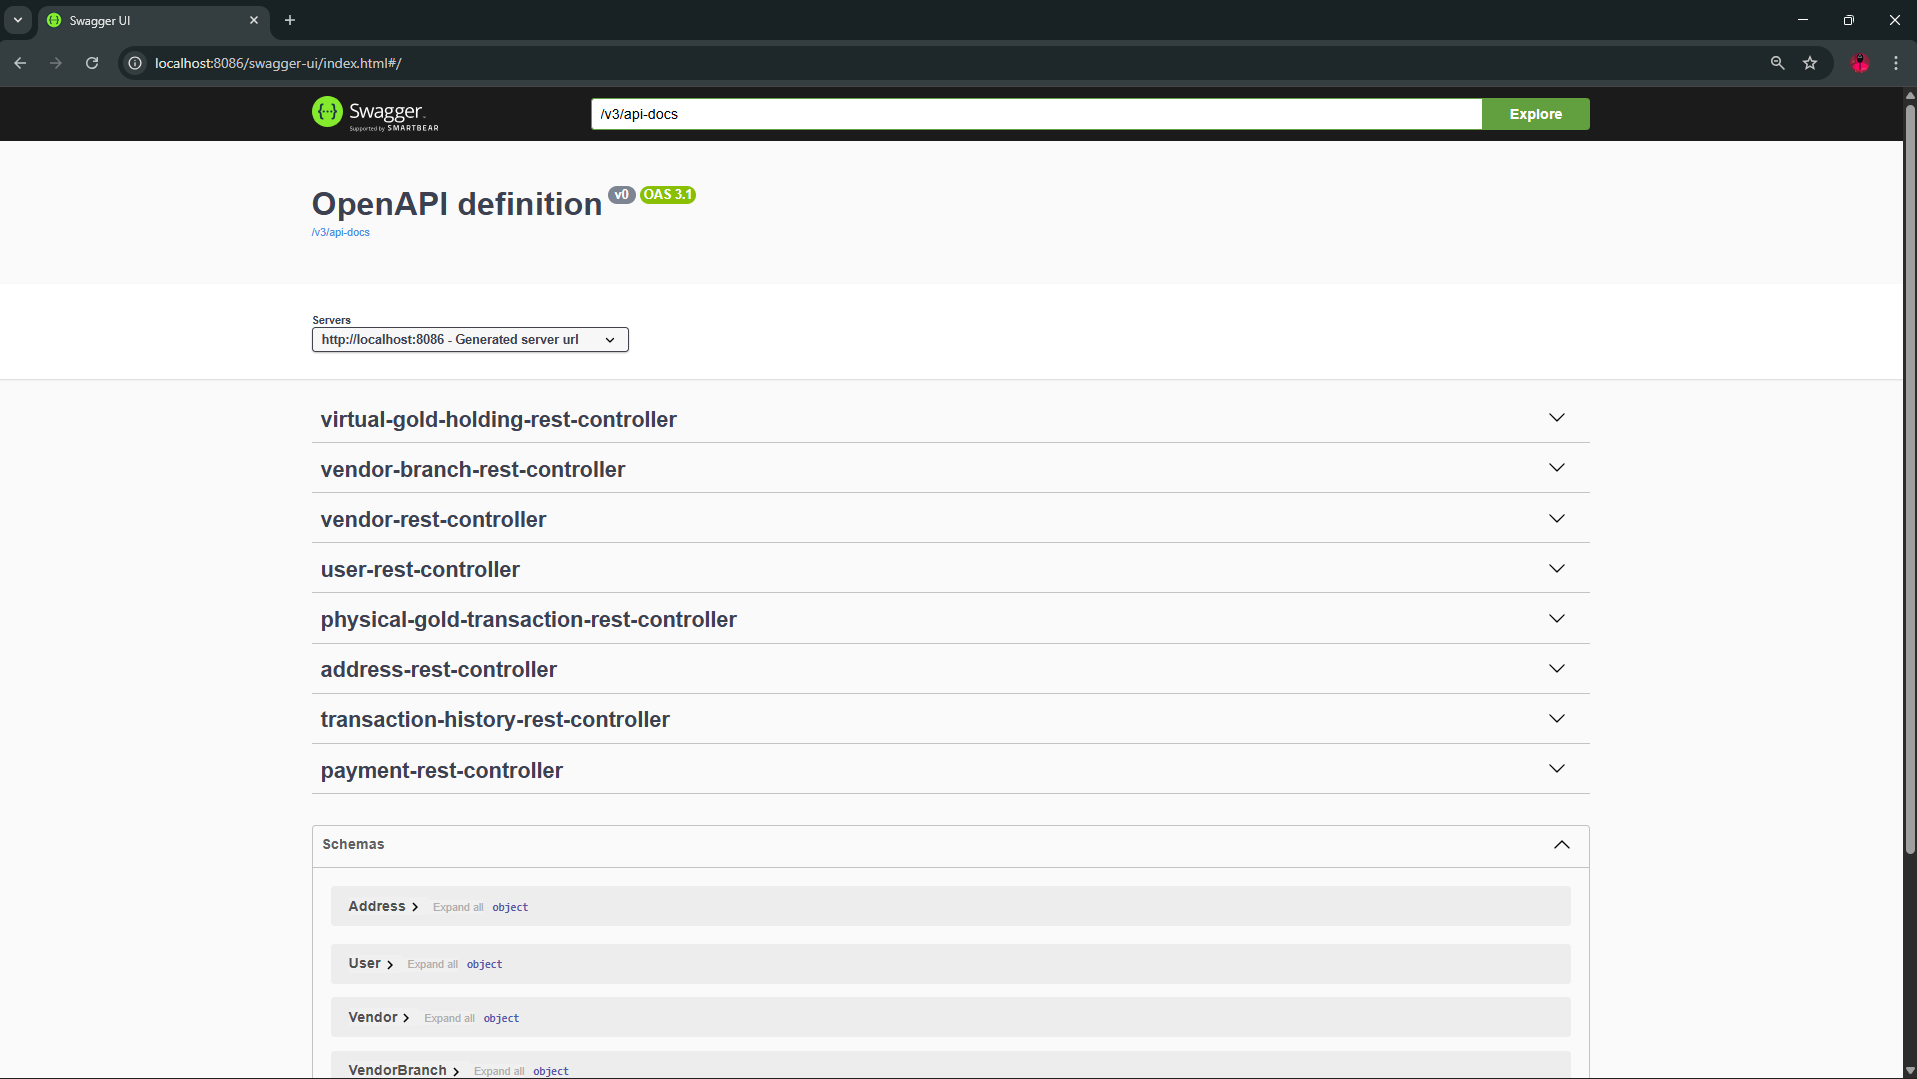 Swagger UI
localhost:8086/swagger-ui/index.html#/
Swagger.
Supported by SMARTBEAR
/v3/api-docs
Explore
OpenAPI definition v0 OAS 3.1
/v3/api-docs
Servers
http://localhost:8086 - Generated server url
virtual-gold-holding-rest-controller
vendor-branch-rest-controller
vendor-rest-controller
user-rest-controller
physical-gold-transaction-rest-controller
address-rest-controller
transaction-history-rest-controller
payment-rest-controller
Schemas
Address Expand all object
User Expand all object
Vendor Expand all object
VendorBranch Expand all object